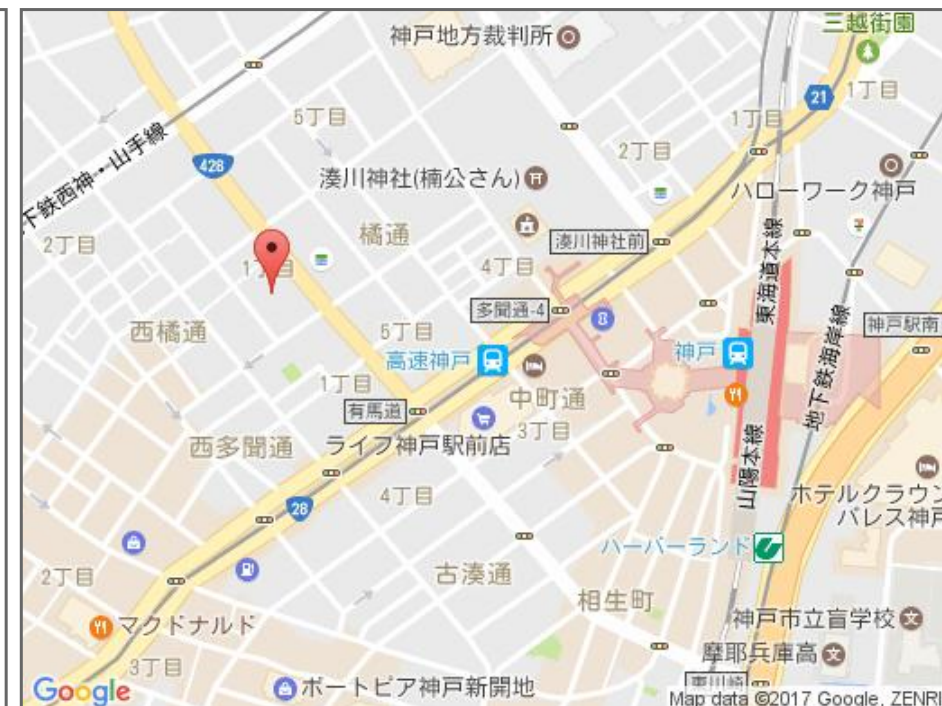 三越街園
神戸地方裁判所
1丁目
21
1丁目
5丁目
2丁目
下鉄西神・山手線
428
湊川神社(楠公さん)
ハローワーク神戸
2丁目
橘通
湊川神社前
東海道本線
1丁目
4丁目
多聞通-4
神戸駅南
西橘通
5丁目
高速神戸
神戸
地下鉄海岸線
1丁目
中町通
有馬道
3丁目
西多聞通
ライフ神戸駅前店
山陽本線
4丁目
28
ホテルクラウン
パレス神戸
ハーバーランド
2丁目
古湊通
相生町
マクドナルド
神戸市立盲学校
3丁目
摩耶兵庫高
東川崎
Google
ポートピア神戸新開地
Map data ©2017 Google, ZENRI